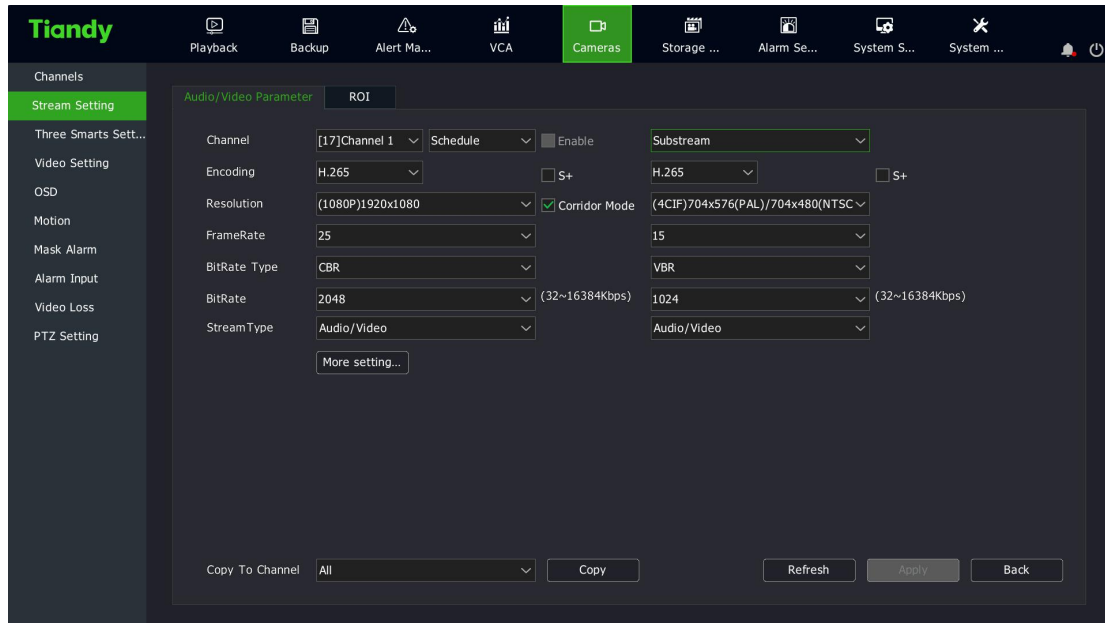 Tiandy
Playback Backup Alert Ma... VCA Cameras Storage ... Alarm Se... System S... System ...
Channels
Stream Setting
Three Smarts Sett...
Video Setting
OSD
Motion
Mask Alarm
Alarm Input
Video Loss
PTZ Setting
Audio/Video Parameter ROI
Channel [17]Channel 1 Schedule Enable Substream
Encoding H.265 S+ H.265 S+
Resolution (1080P)1920x1080 Corridor Mode (4CIF)704x576(PAL)/704x480(NTSC
FrameRate 25 15
BitRate Type CBR VBR
BitRate 2048 (32~16384Kbps) 1024 (32~16384Kbps)
StreamType Audio/Video Audio/Video
More setting...
Copy To Channel All Copy Refresh Apply Back